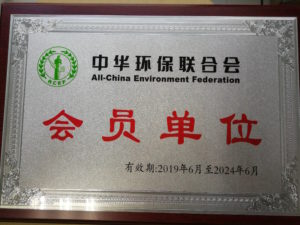 中华环保联合会
All-China Environment Federation
会员单位
有效期:2019年6月至2024年6月